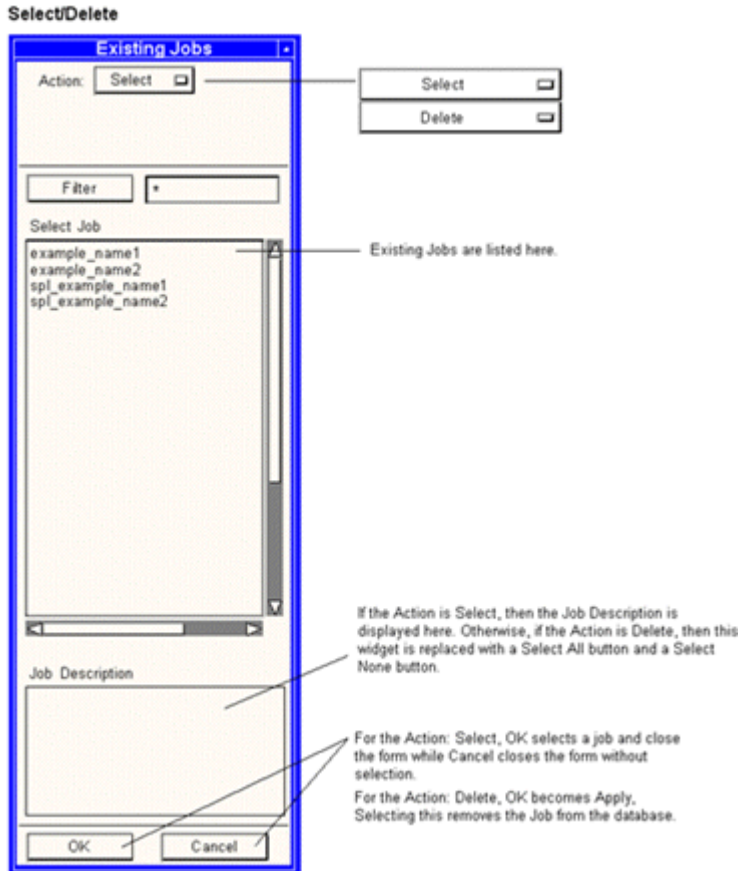 Select/Delete
Existing Jobs
Action: Select
Select
Delete
Filter *
Select Job
example_name1
example_name2
spl_example_name1
spl_example_name2
Existing Jobs are listed here.
If the Action is Select, then the Job Description is
displayed here. Otherwise, if the Action is Delete, then this
widget is replaced with a Select All button and a Select
None button.
Job Description
For the Action: Select, OK selects a job and close
the form while Cancel closes the form without
selection.
For the Action: Delete, OK becomes Apply,
Selecting this removes the Job from the database.
OK Cancel